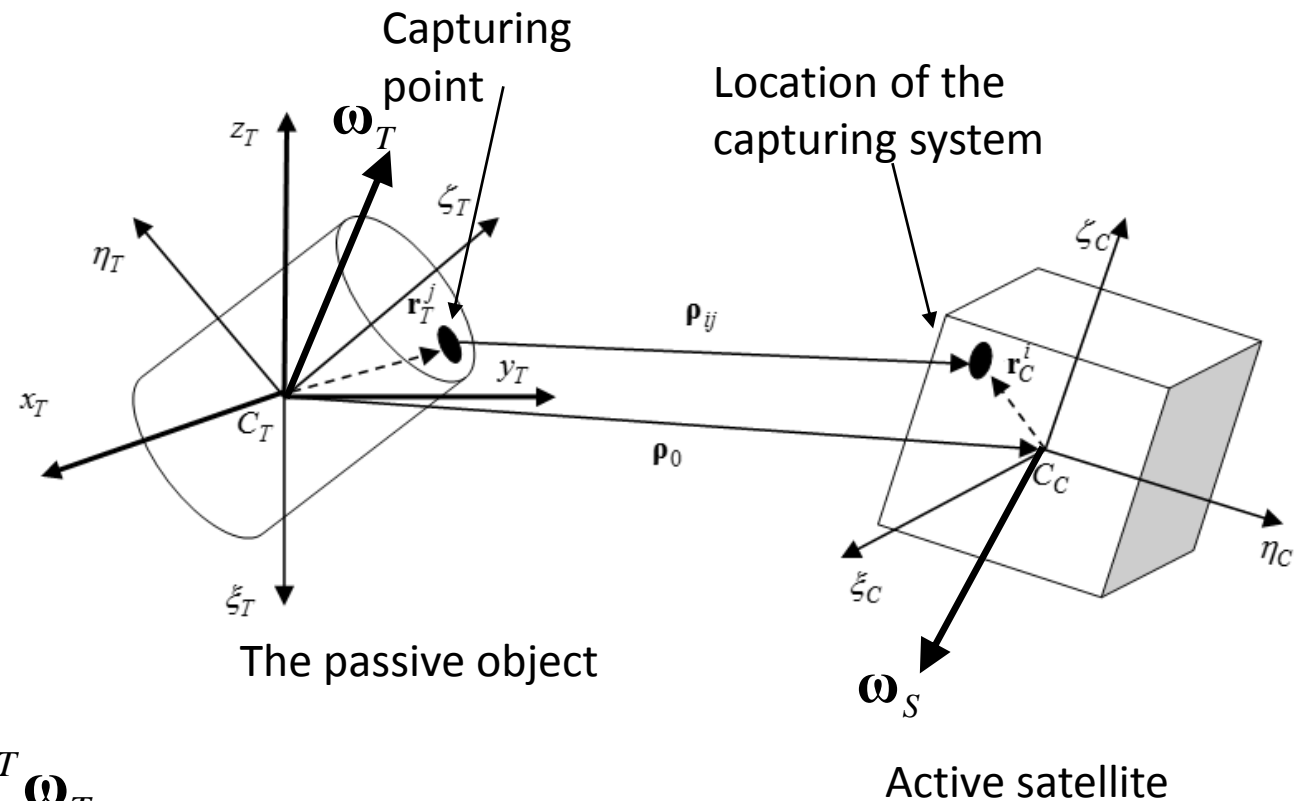 Capturing
point
Location of the
capturing system
z_T
ω_T
ζ_T
η_T
r_T^j
ρ_ij
ζ_C
r_C^i
y_T
x_T
C_T
ρ_0
C_C
η_C
ξ_C
ξ_T
The passive object
ω_S
Active satellite
T ω_T